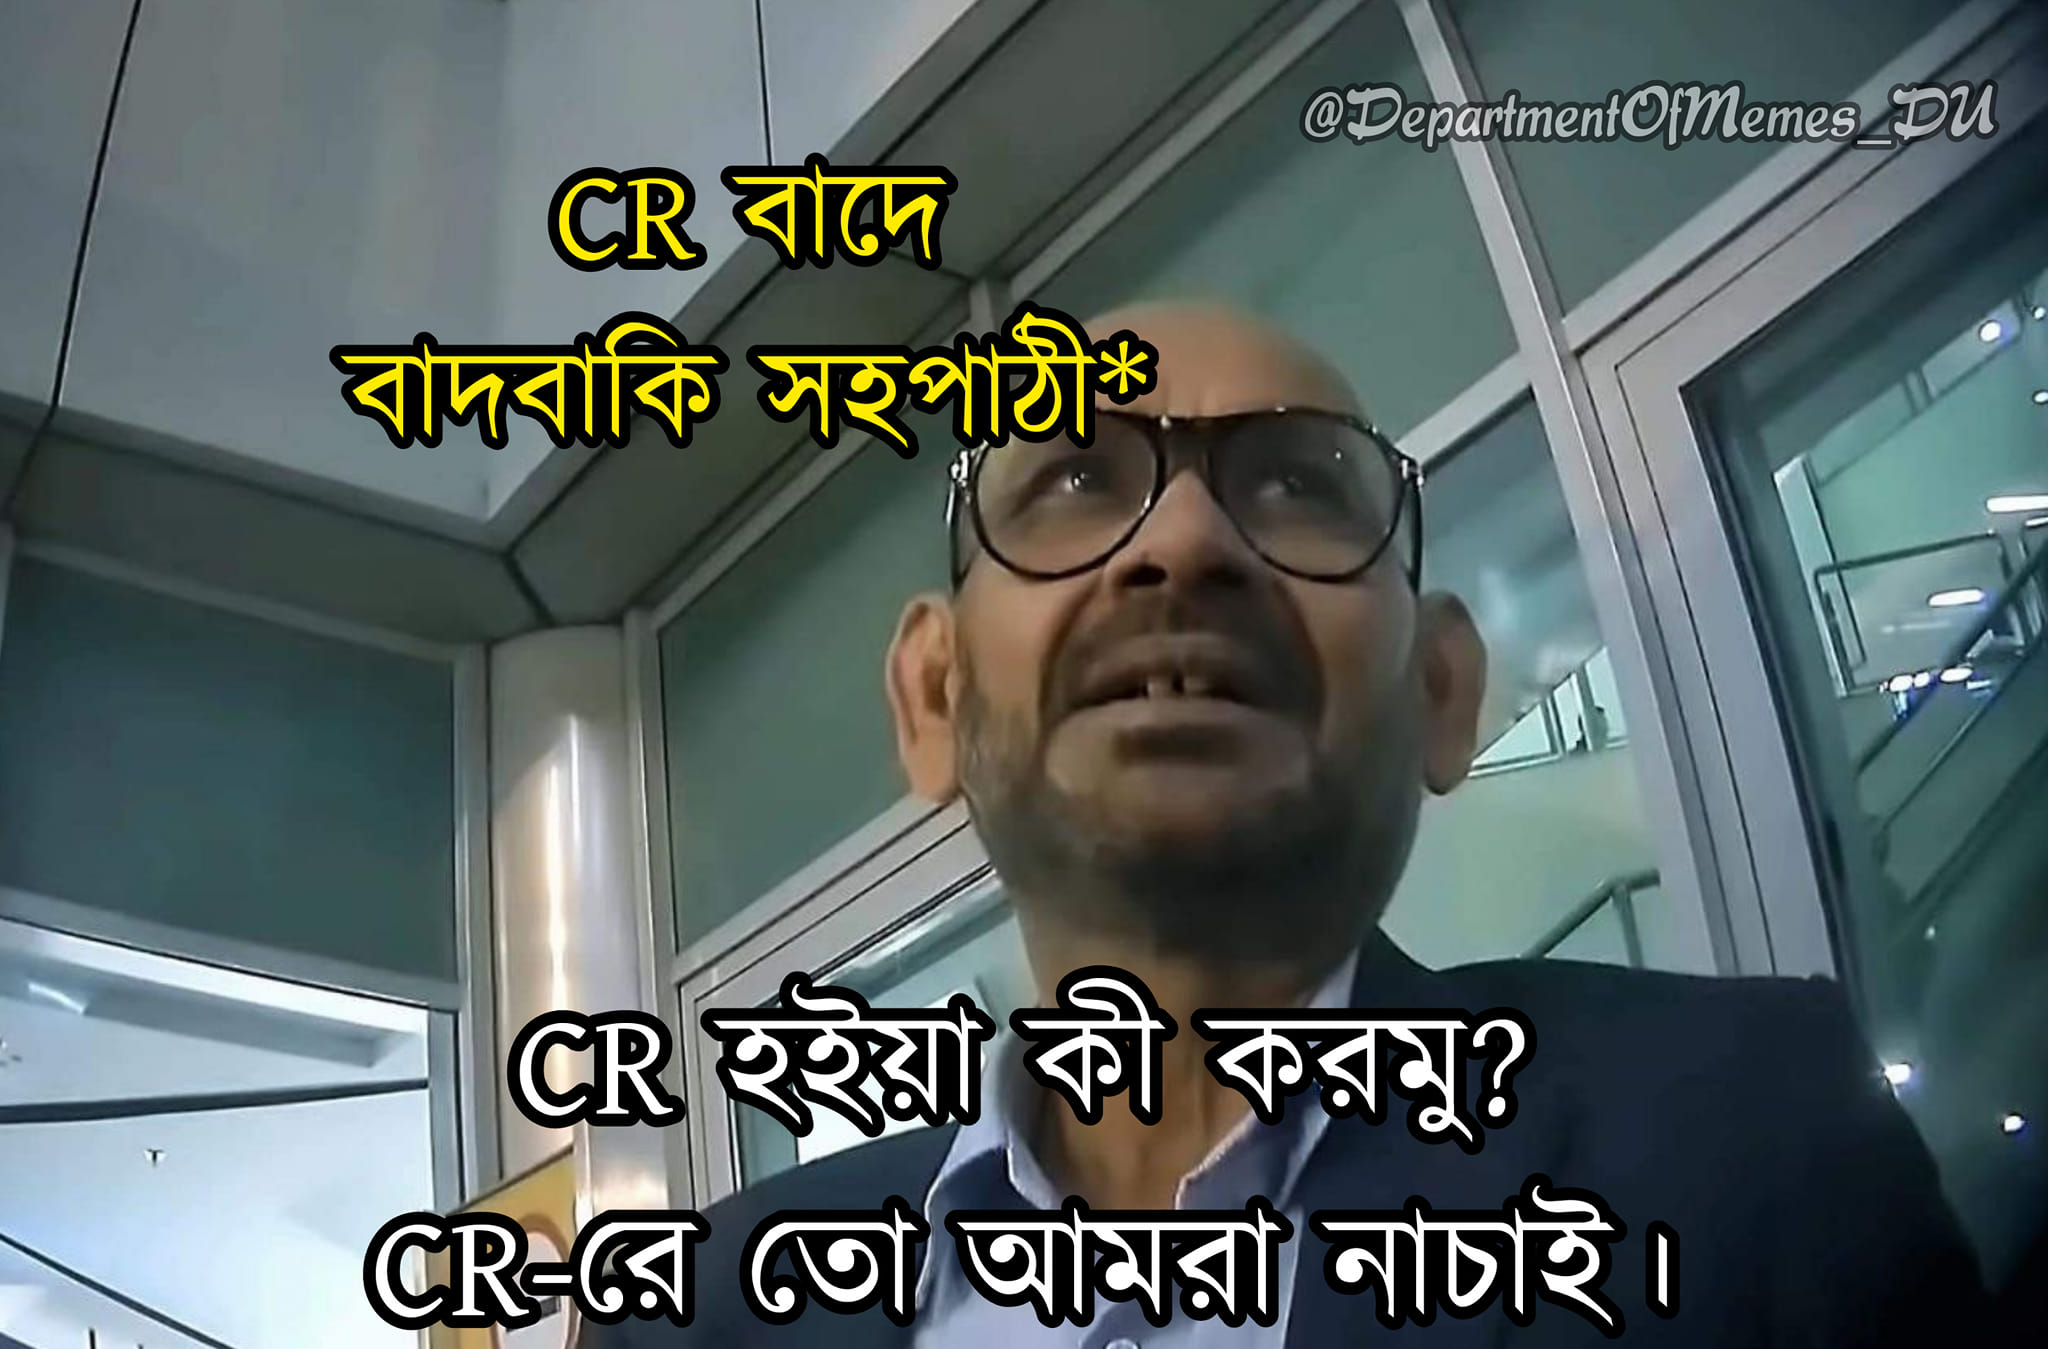 @DepartmentOfMemes_DU
CR বাদে
বাদবাকি সহপাঠী*
CR হইয়া কী করমু?
CR-রে তো আমরা নাচাই।